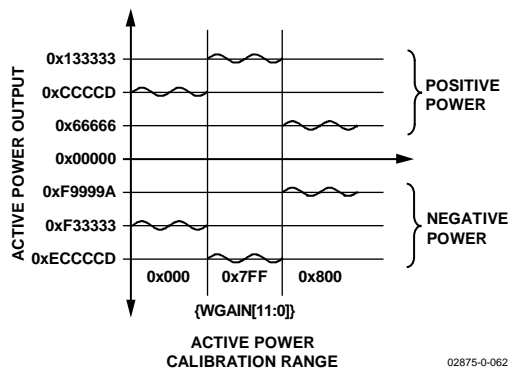 ACTIVE POWER OUTPUT
0x133333
0xCCCCD
0x66666
0x00000
0xF9999A
0xF33333
0xECCCCD
POSITIVE
POWER
NEGATIVE
POWER
0x000 0x7FF 0x800
{WGAIN[11:0]}
ACTIVE POWER
CALIBRATION RANGE
02875-0-062